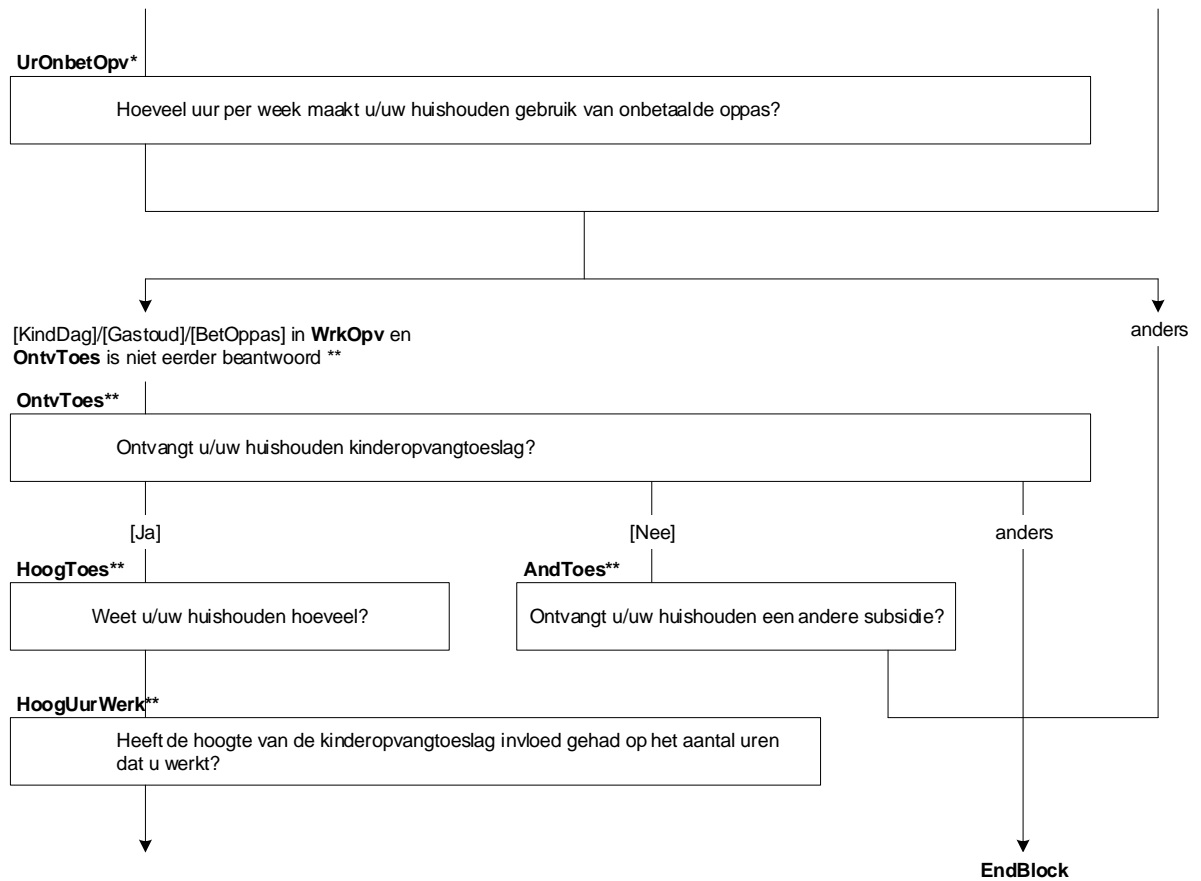 UrOnbetOpv*
Hoeveel uur per week maakt u/uw huishouden gebruik van onbetaalde oppas?
[KindDag]/[Gastoud]/[BetOppas] in WrkOpv en
OntvToes is niet eerder beantwoord **
anders
OntvToes**
Ontvangt u/uw huishouden kinderopvangtoeslag?
[Ja]
[Nee]
anders
HoogToes**
AndToes**
Weet u/uw huishouden hoeveel?
Ontvangt u/uw huishouden een andere subsidie?
HoogUurWerk**
Heeft de hoogte van de kinderopvangtoeslag invloed gehad op het aantal uren
dat u werkt?
EndBlock